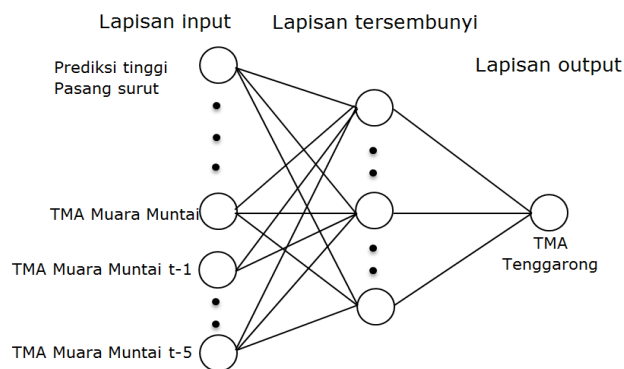 Lapisan input
Lapisan tersembunyi
Lapisan output
Prediksi tinggi
Pasang surut
TMA Muara Muntai
TMA Muara Muntai t-1
TMA Muara Muntai t-5
TMA
Tenggarong